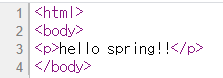 1 <html>
2 <body>
3 <p>hello spring!!</p>
4 </body>